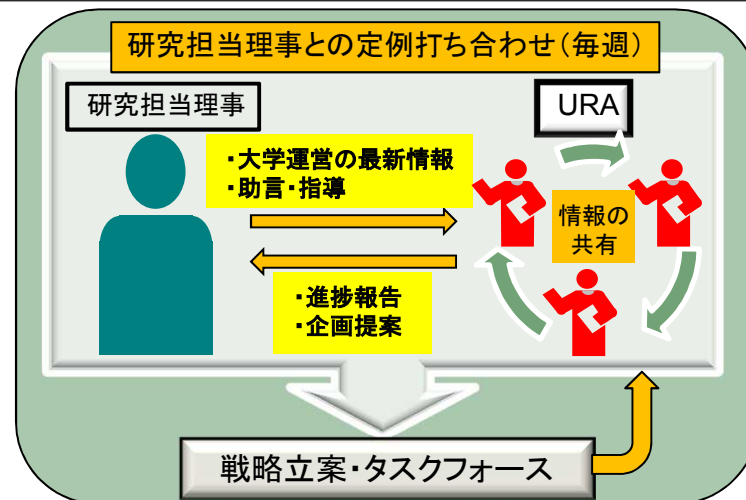 研究担当理事との定例打ち合わせ(毎週)
研究担当理事
URA
・大学運営の最新情報
・助言・指導
情報の
共有
・進捗報告
・企画提案
戦略立案・タスクフォース